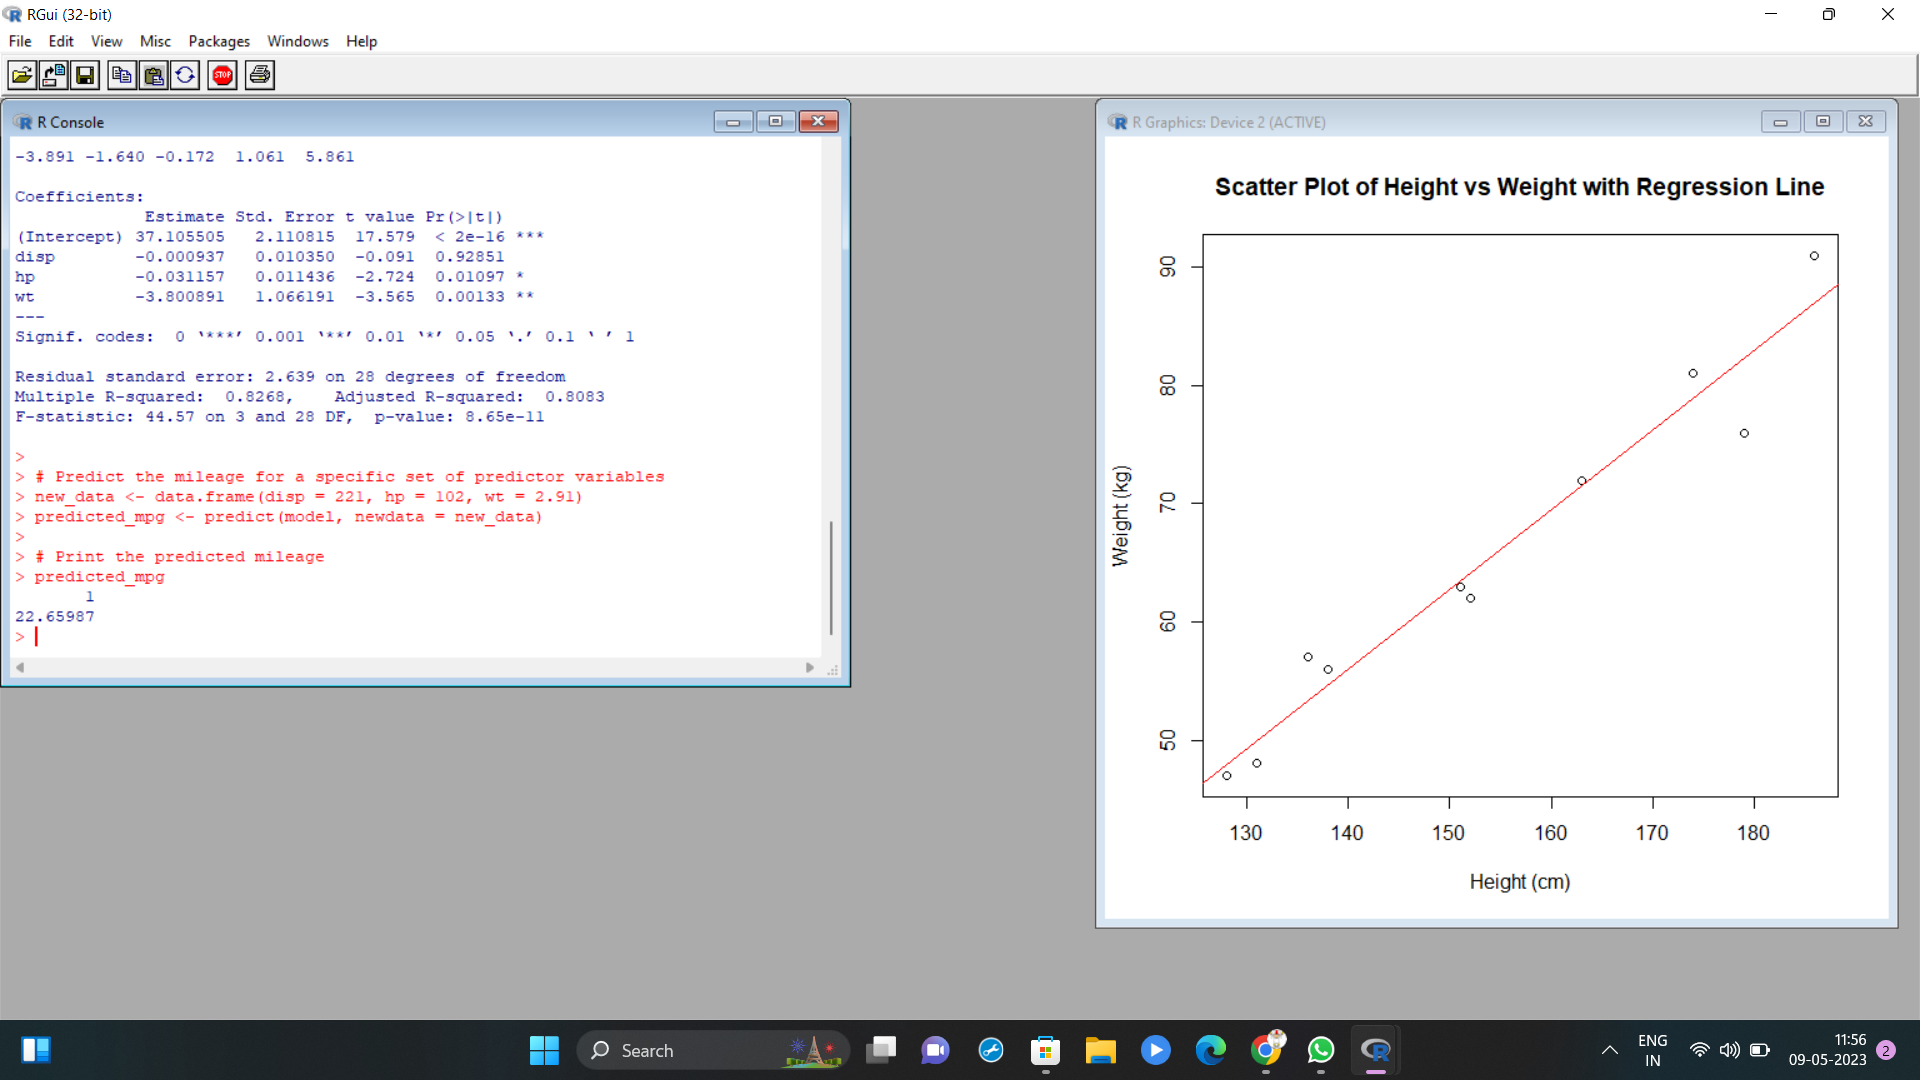 RGui (32-bit)
File Edit View Misc Packages Windows Help
STOP
R Console
-3.891 -1.640 -0.172  1.061  5.861
Coefficients:
             Estimate Std. Error t value Pr(>|t|)
(Intercept) 37.105505   2.110815  17.579  < 2e-16 ***
disp        -0.000937   0.010350  -0.091  0.92851
hp          -0.031157   0.011436  -2.724  0.01097 *
wt          -3.800891   1.066191  -3.565  0.00133 **
---
Signif. codes:  0 ‘***’ 0.001 ‘**’ 0.01 ‘*’ 0.05 ‘.’ 0.1 ‘ ’ 1
Residual standard error: 2.639 on 28 degrees of freedom
Multiple R-squared:  0.8268,    Adjusted R-squared:  0.8083
F-statistic: 44.57 on 3 and 28 DF,  p-value: 8.65e-11
>
> # Predict the mileage for a specific set of predictor variables
> new_data <- data.frame(disp = 221, hp = 102, wt = 2.91)
> predicted_mpg <- predict(model, newdata = new_data)
>
> # Print the predicted mileage
> predicted_mpg
       1
22.65987
>
R Graphics: Device 2 (ACTIVE)
Scatter Plot of Height vs Weight with Regression Line
Weight (kg)
90
80
70
60
50
130 140 150 160 170 180
Height (cm)
Search
ENG
IN
11:56
09-05-2023
2